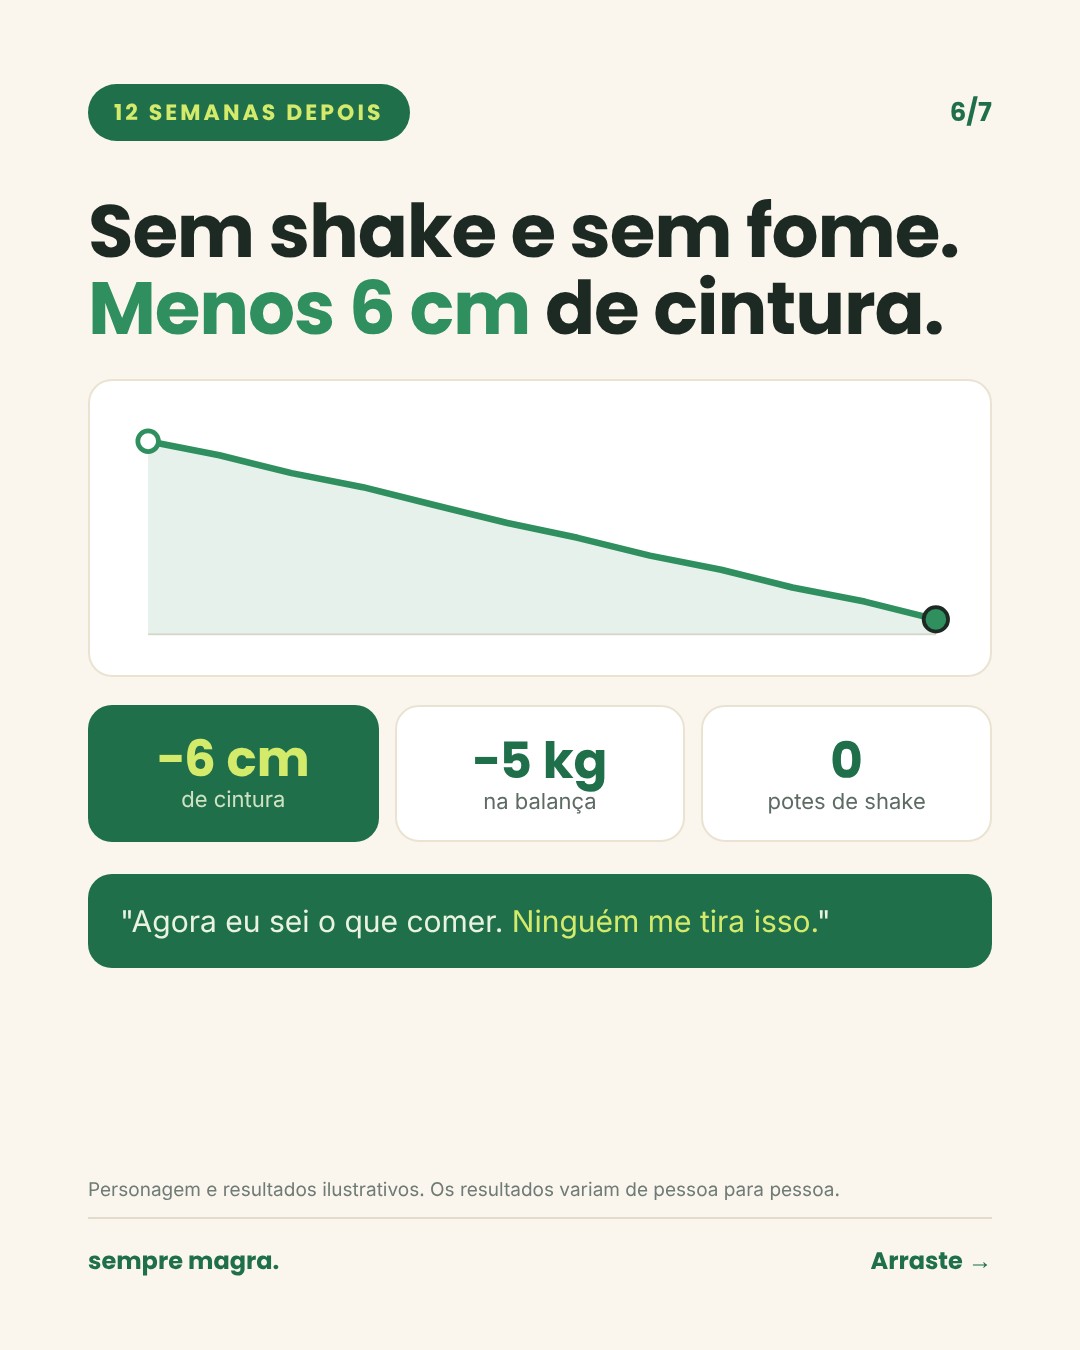 12 SEMANAS DEPOIS
6/7
Sem shake e sem fome.
Menos 6 cm de cintura.
−6 cm
de cintura
−5 kg
na balança
0
potes de shake
"Agora eu sei o que comer. Ninguém me tira isso."
Personagem e resultados ilustrativos. Os resultados variam de pessoa para pessoa.
sempre magra.
Arraste →